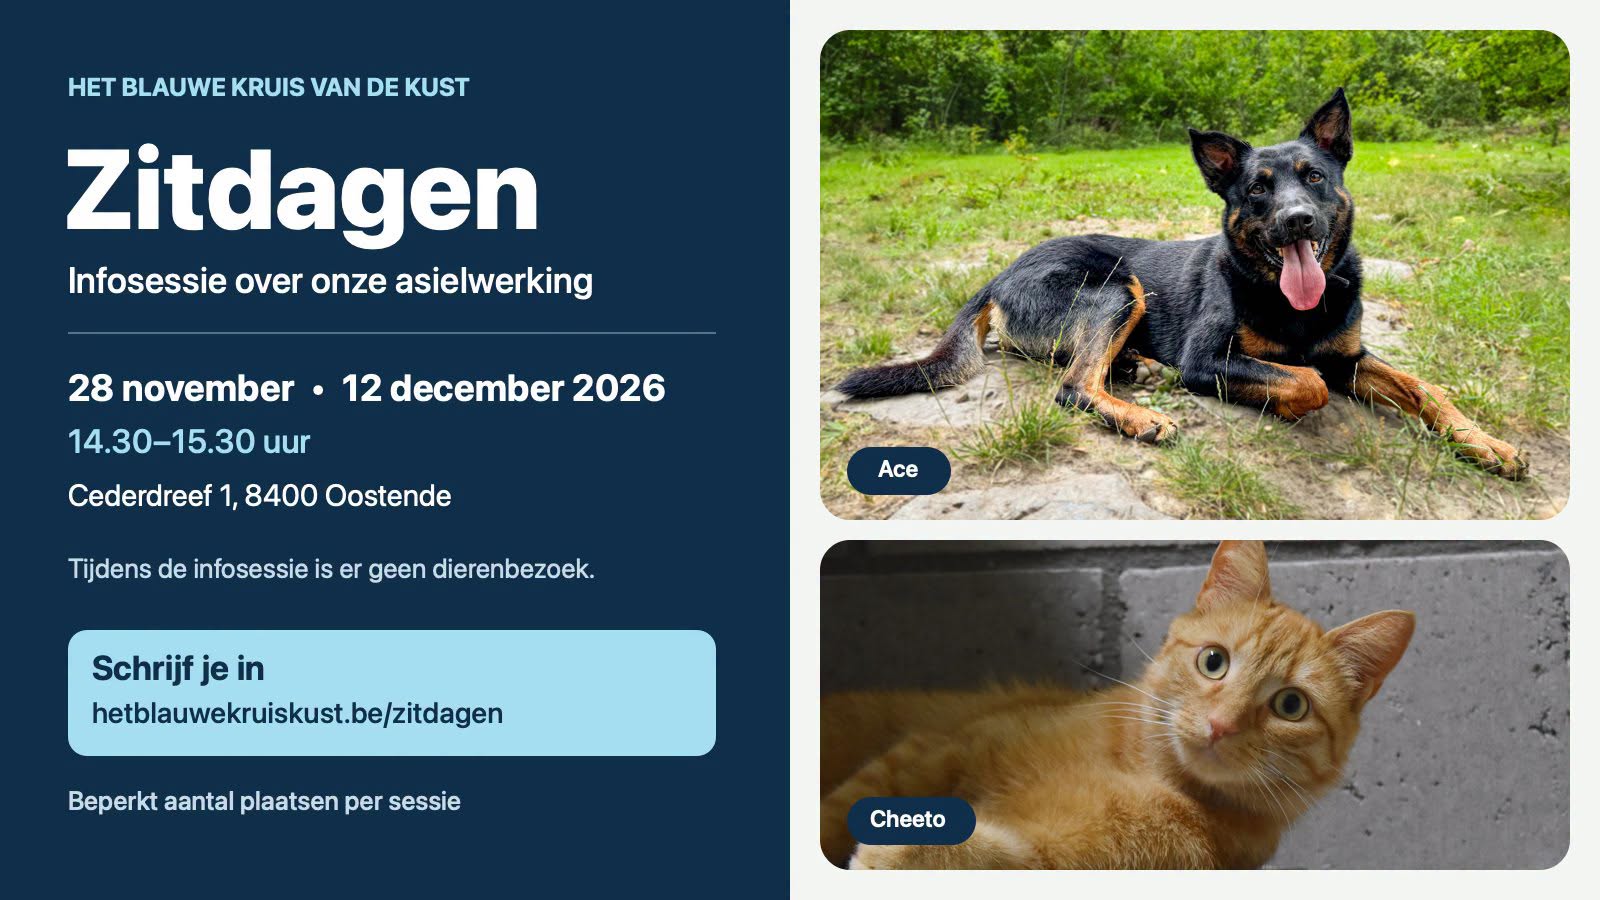 HET BLAUWE KRUIS VAN DE KUST
Zitdagen
Infosessie over onze asielwerking
28 november • 12 december 2026
14.30–15.30 uur
Cederdreef 1, 8400 Oostende
Tijdens de infosessie is er geen dierenbezoek.
Schrijf je in
hetblauwekruiskust.be/zitdagen
Beperkt aantal plaatsen per sessie
Ace
Cheeto